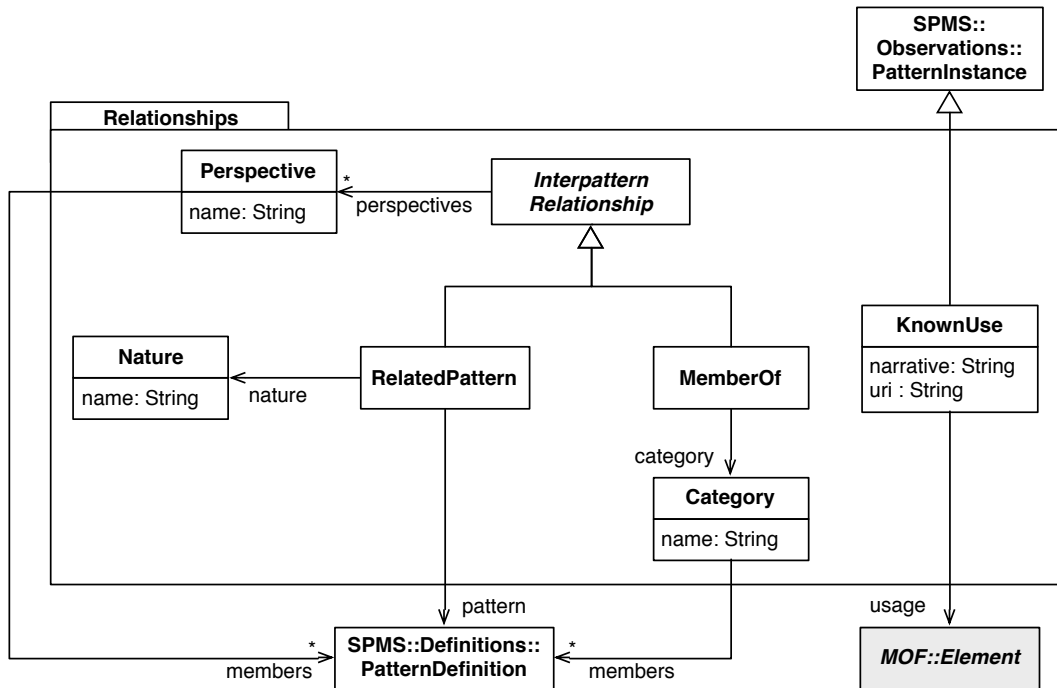 SPMS::
Observations::
PatternInstance
Relationships
Perspective
name: String
*
perspectives
Interpattern
Relationship
KnownUse
narrative: String
uri : String
Nature
name: String
nature
RelatedPattern
MemberOf
category
Category
name: String
pattern
usage
*
members
SPMS::Definitions::
PatternDefinition
*
members
MOF::Element